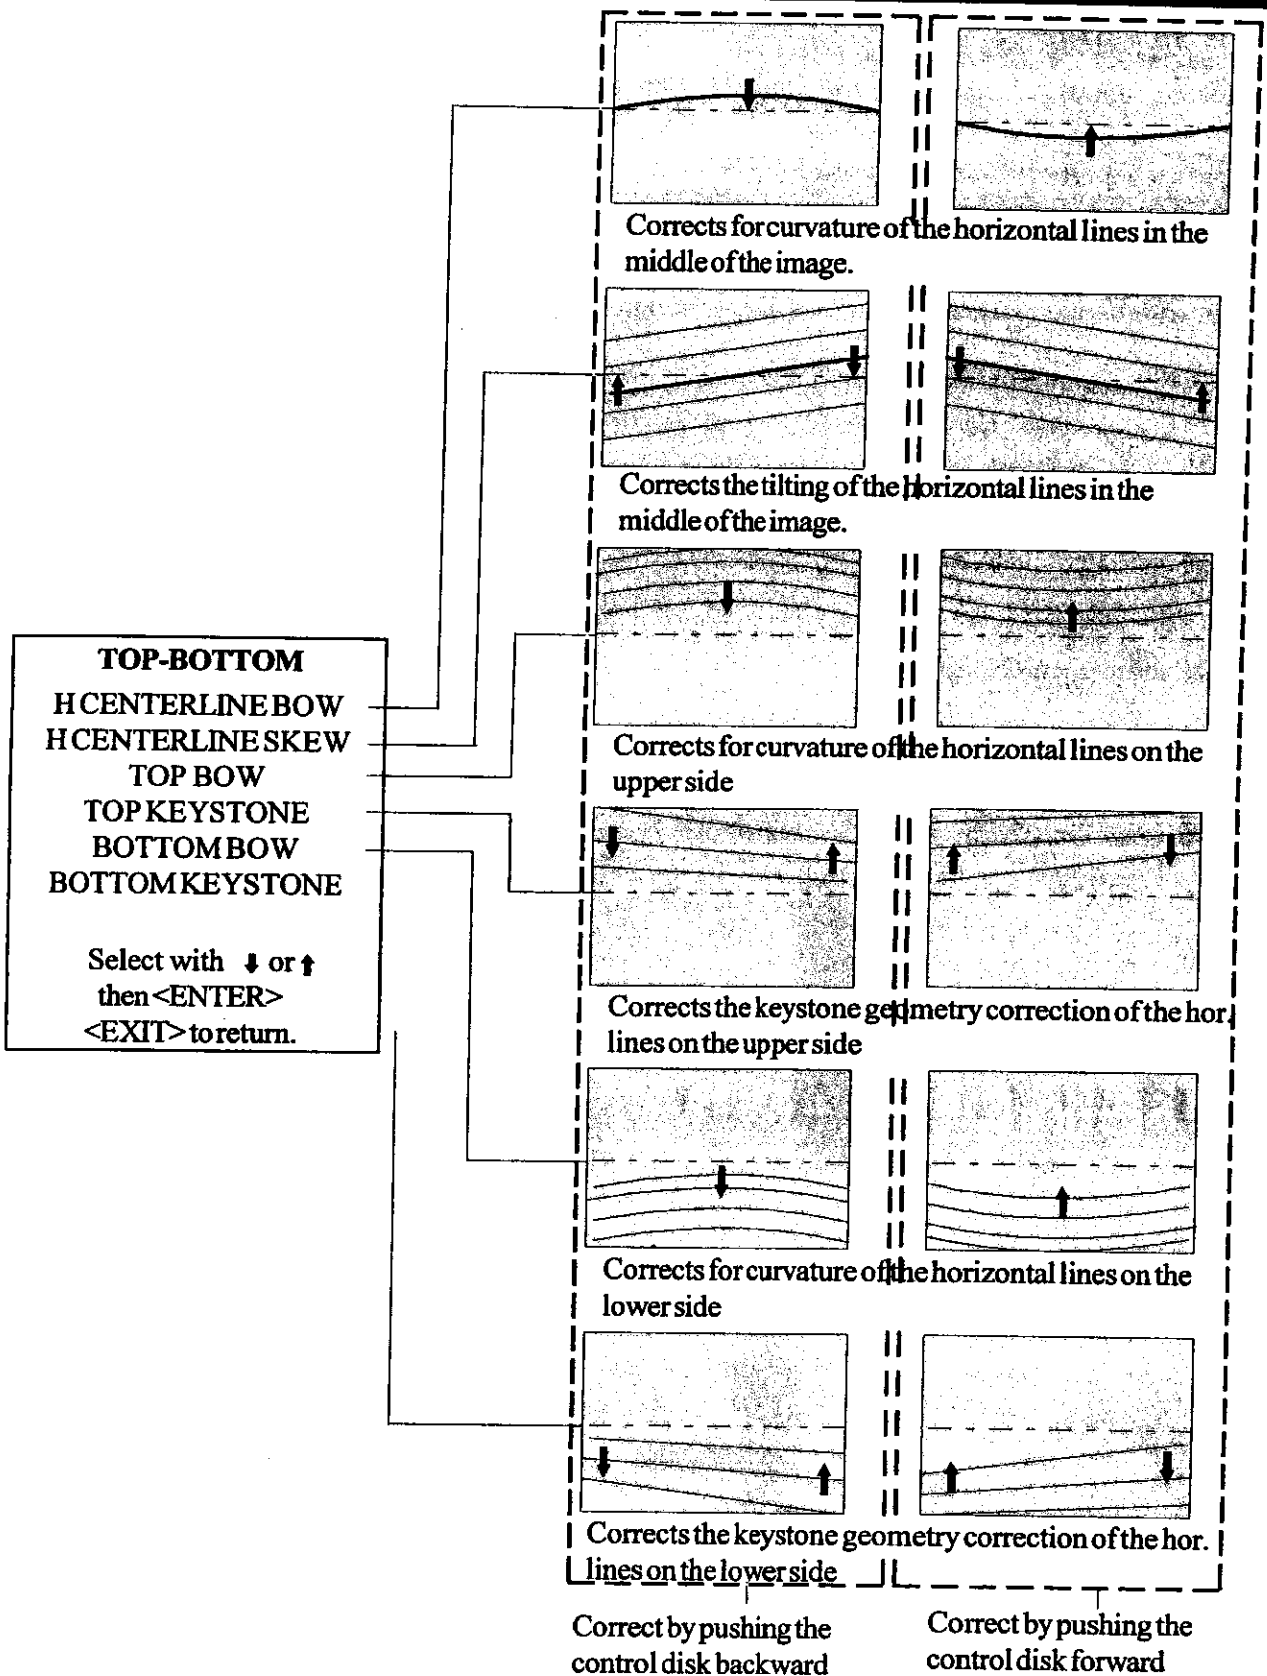 Corrects for curvature of the horizontal lines in the
middle of the image.
Corrects the tilting of the horizontal lines in the
middle of the image.
TOP-BOTTOM
H CENTERLINE BOW
H CENTERLINE SKEW
TOP BOW
TOP KEYSTONE
BOTTOM BOW
BOTTOM KEYSTONE
Select with ⬇ or ⬆
then <ENTER>
<EXIT> to return.
Corrects for curvature of the horizontal lines on the
upper side
Corrects the keystone geometry correction of the hor.
lines on the upper side
Corrects for curvature of the horizontal lines on the
lower side
Corrects the keystone geometry correction of the hor.
lines on the lower side
Correct by pushing the
control disk backward
Correct by pushing the
control disk forward